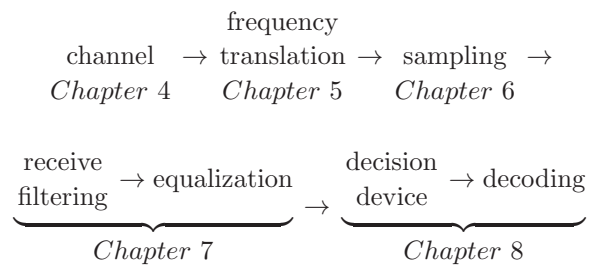 frequency
channel → translation → sampling →
Chapter 4 Chapter 5 Chapter 6
receive
filtering → equalization →
Chapter 7
decision
device → decoding
Chapter 8